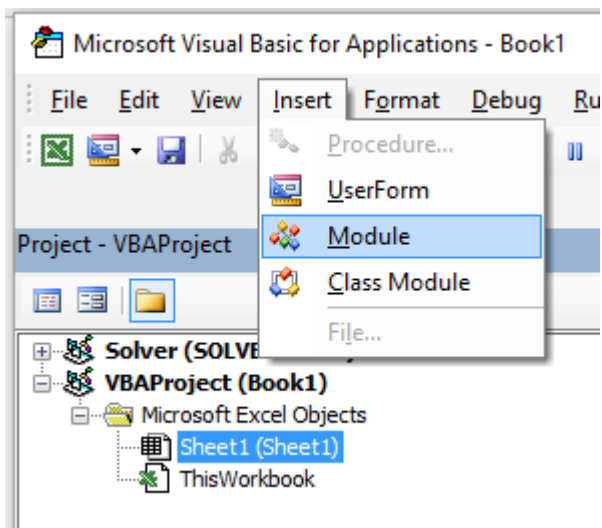 Microsoft Visual Basic for Applications - Book1
File Edit View Insert Format Debug Ru
Procedure...
UserForm
Module
Project - VBAProject
Class Module
File...
Solver (SOLVE
VBAProject (Book1)
Microsoft Excel Objects
Sheet1 (Sheet1)
ThisWorkbook